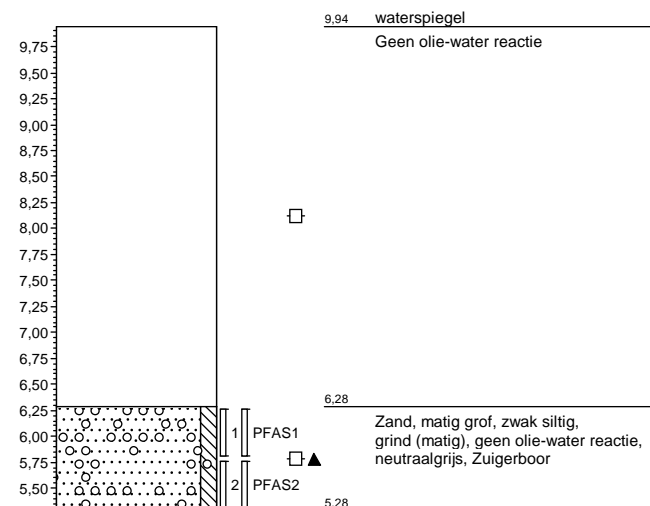 9,94 waterspiegel
Geen olie-water reactie
9,75
9,50
9,25
9,00
8,75
8,50
8,25
8,00
7,75
7,50
7,25
7,00
6,75
6,50
6,28
6,25
Zand, matig grof, zwak siltig,
1 PFAS1
6,00
grind (matig), geen olie-water reactie,
neutraalgrijs, Zuigerboor
5,75
2 PFAS2
5,50
5,28